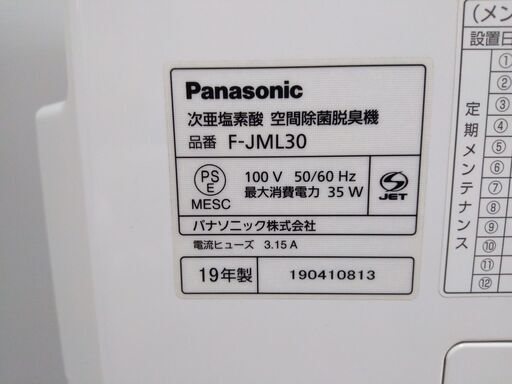 Panasonic
次亜塩素酸 空間除菌脱臭機
品番 F-JML30
PS
E
MESC
100 V 50/60 Hz
最大消費電力 35 W
JET
パナソニック株式会社
電流ヒューズ 3.15 A
19年製
190410813
(メン
設置日
定期メンテナンス
①
②
③
④
⑤
⑥
⑦
⑧
⑨
⑩
⑪
⑫